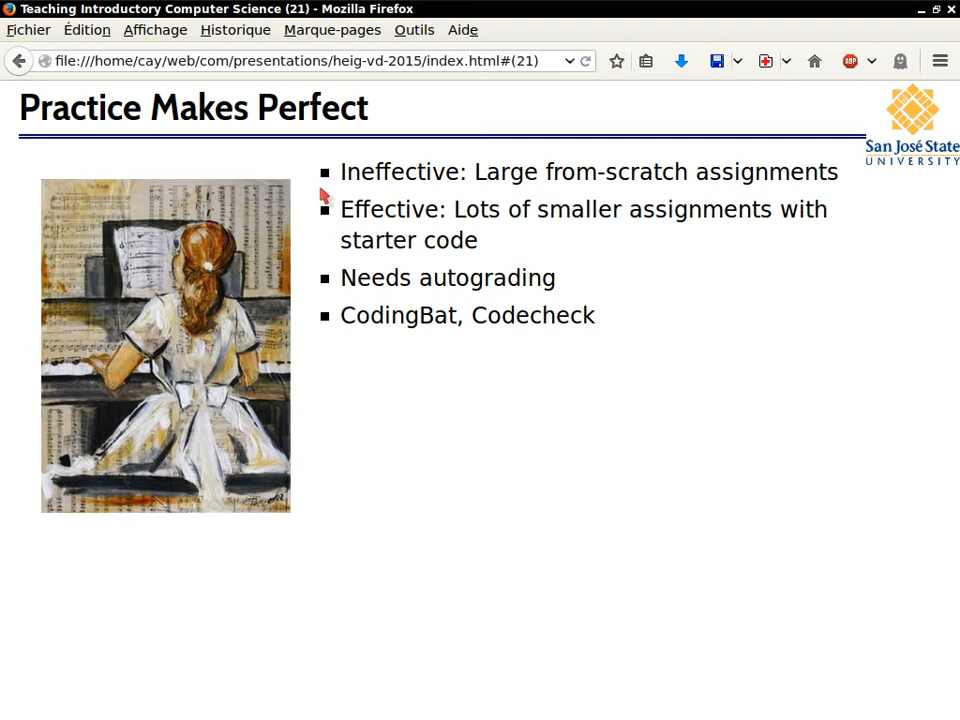 Teaching Introductory Computer Science (21) - Mozilla Firefox
Fichier Édition Affichage Historique Marque-pages Outils Aide
file:///home/cay/web/com/presentations/heig-vd-2015/index.html#(21)
ABP
Practice Makes Perfect
San José State
UNIVERSITY
Ineffective: Large from-scratch assignments
Effective: Lots of smaller assignments with
starter code
Needs autograding
CodingBat, Codecheck